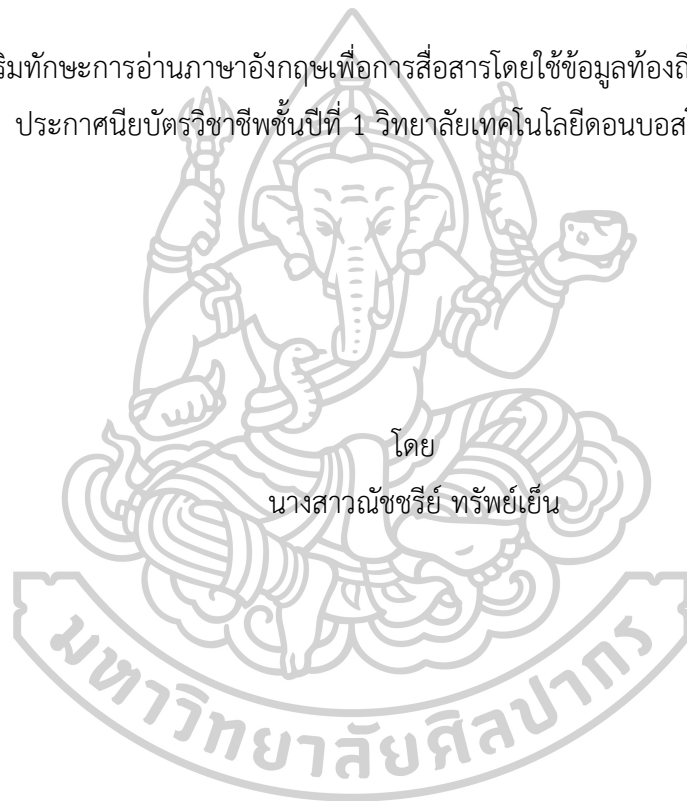 ริมทักษะการอ่านภาษาอังกฤษเพื่อการสื่อสารโดยใช้ข้อมูลท้องถิ
ประกาศนียบัตรวิชาชีพชั้นปีที่ 1 วิทยาลัยเทคโนโลยีดอนบอส
โดย
นางสาวณัชชรีย์ ทรัพย์เย็น
มหาวิทยาลัยศิลปากร